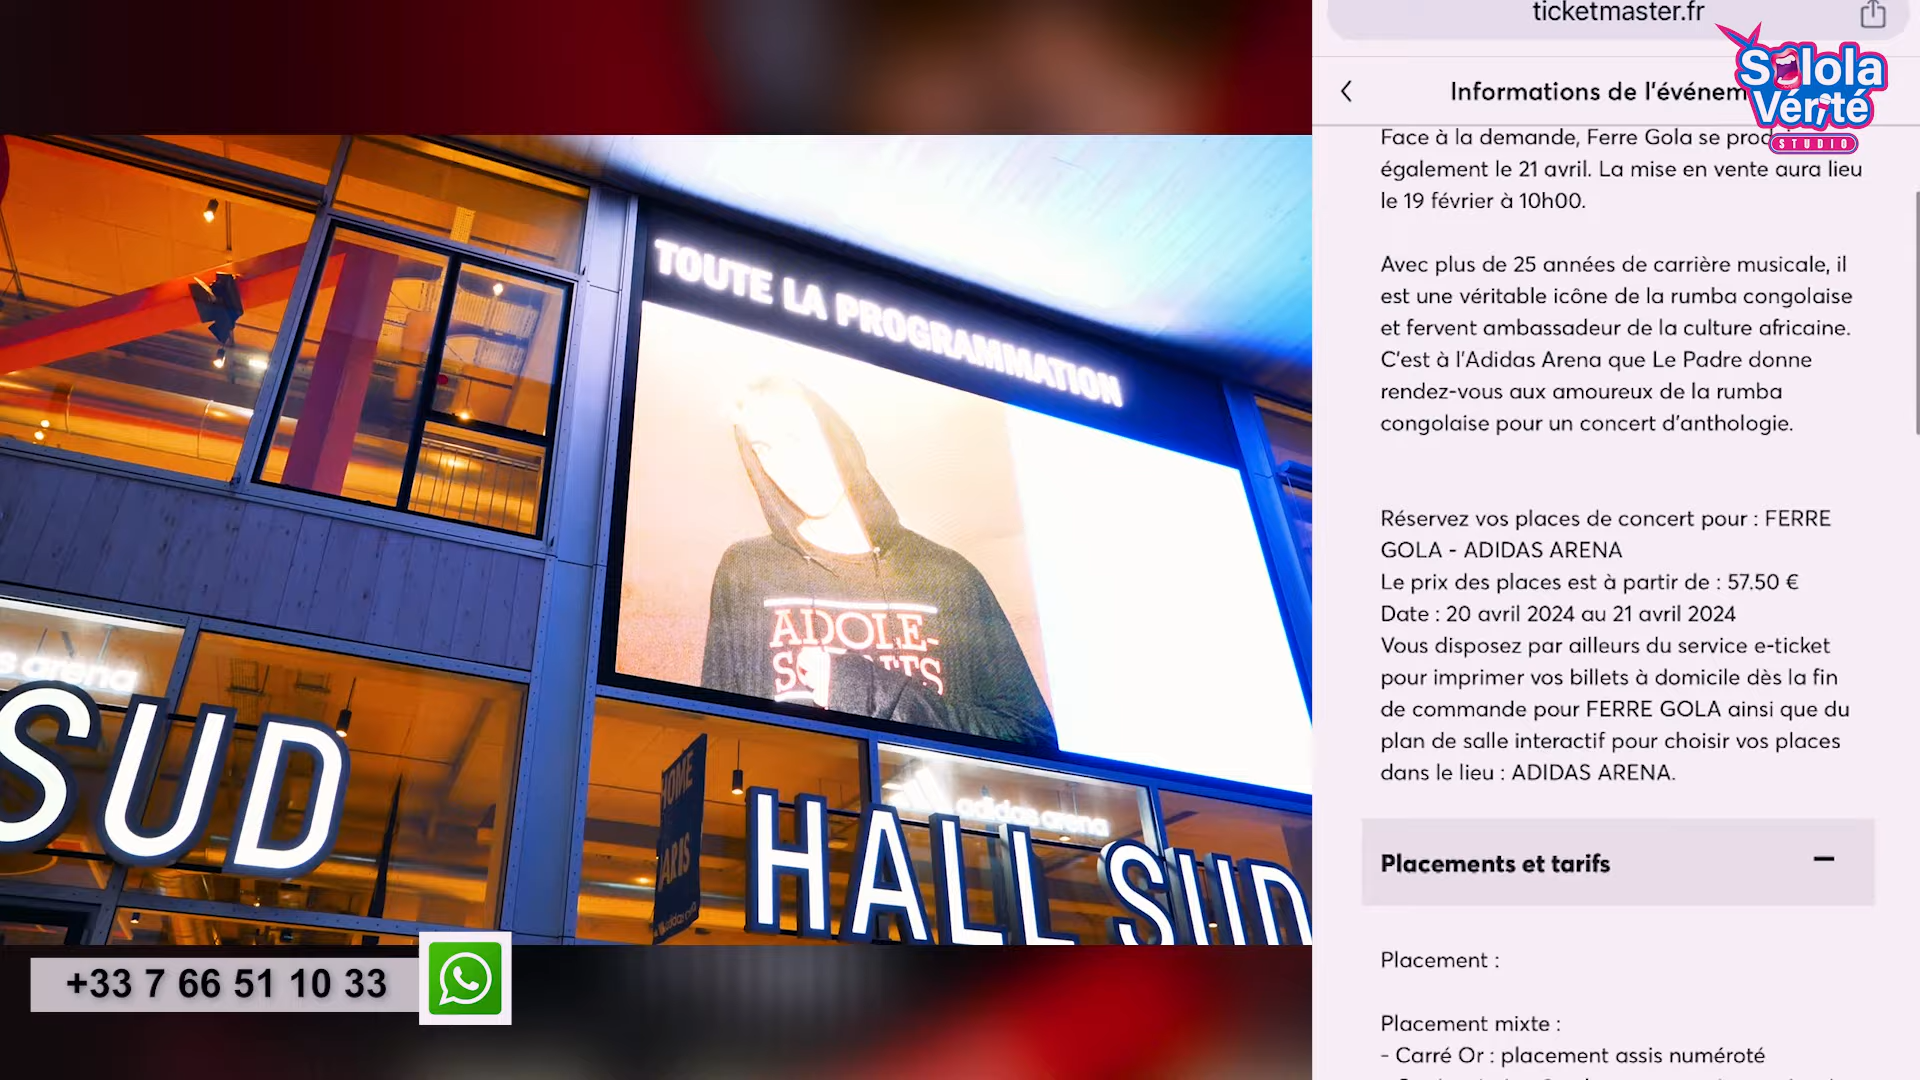 TOUTE LA PROGRAMMATION
ADOLE-
s arena
SUD
HOME
adidas arena
HALL SUD
+33 7 66 51 10 33
ticketmaster.fr
Solola
Vérité
STUDIO
Informations de l'événem
Face à la demande, Ferre Gola se prod
également le 21 avril. La mise en vente aura lieu
le 19 février à 10h00.
Avec plus de 25 années de carrière musicale, il
est une véritable icône de la rumba congolaise
et fervent ambassadeur de la culture africaine.
C'est à l'Adidas Arena que Le Padre donne
rendez-vous aux amoureux de la rumba
congolaise pour un concert d'anthologie.
Réservez vos places de concert pour : FERRE
GOLA - ADIDAS ARENA
Le prix des places est à partir de : 57.50 €
Date : 20 avril 2024 au 21 avril 2024
Vous disposez par ailleurs du service e-ticket
pour imprimer vos billets à domicile dès la fin
de commande pour FERRE GOLA ainsi que du
plan de salle interactif pour choisir vos places
dans le lieu : ADIDAS ARENA.
Placements et tarifs
Placement :
Placement mixte :
- Carré Or : placement assis numéroté